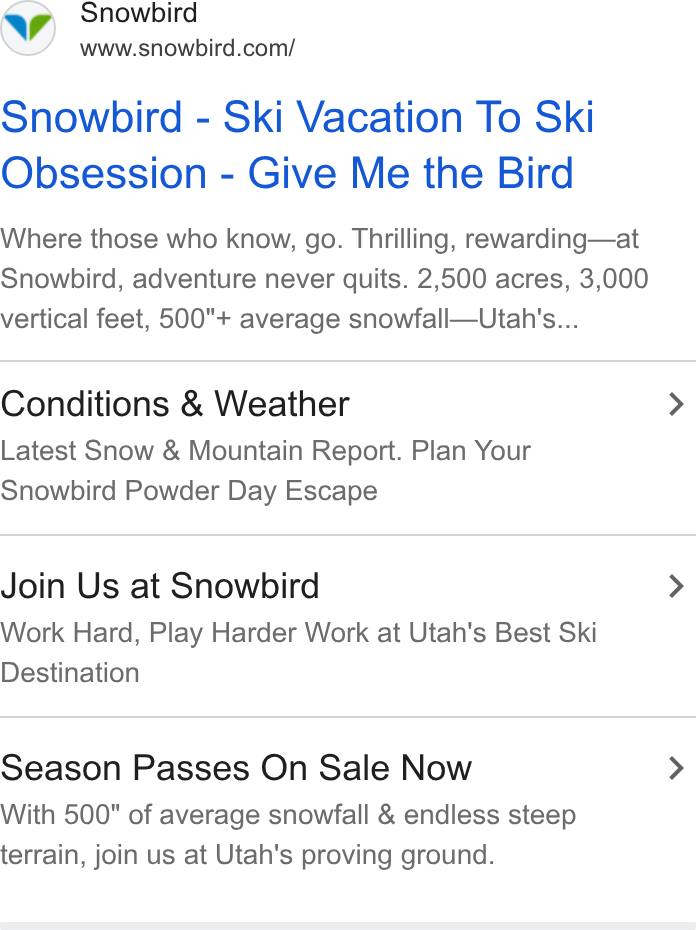 Snowbird
www.snowbird.com/
Snowbird - Ski Vacation To Ski
Obsession - Give Me the Bird
Where those who know, go. Thrilling, rewarding—at
Snowbird, adventure never quits. 2,500 acres, 3,000
vertical feet, 500"+ average snowfall—Utah's...
Conditions & Weather
Latest Snow & Mountain Report. Plan Your
Snowbird Powder Day Escape
Join Us at Snowbird
Work Hard, Play Harder Work at Utah's Best Ski
Destination
Season Passes On Sale Now
With 500" of average snowfall & endless steep
terrain, join us at Utah's proving ground.